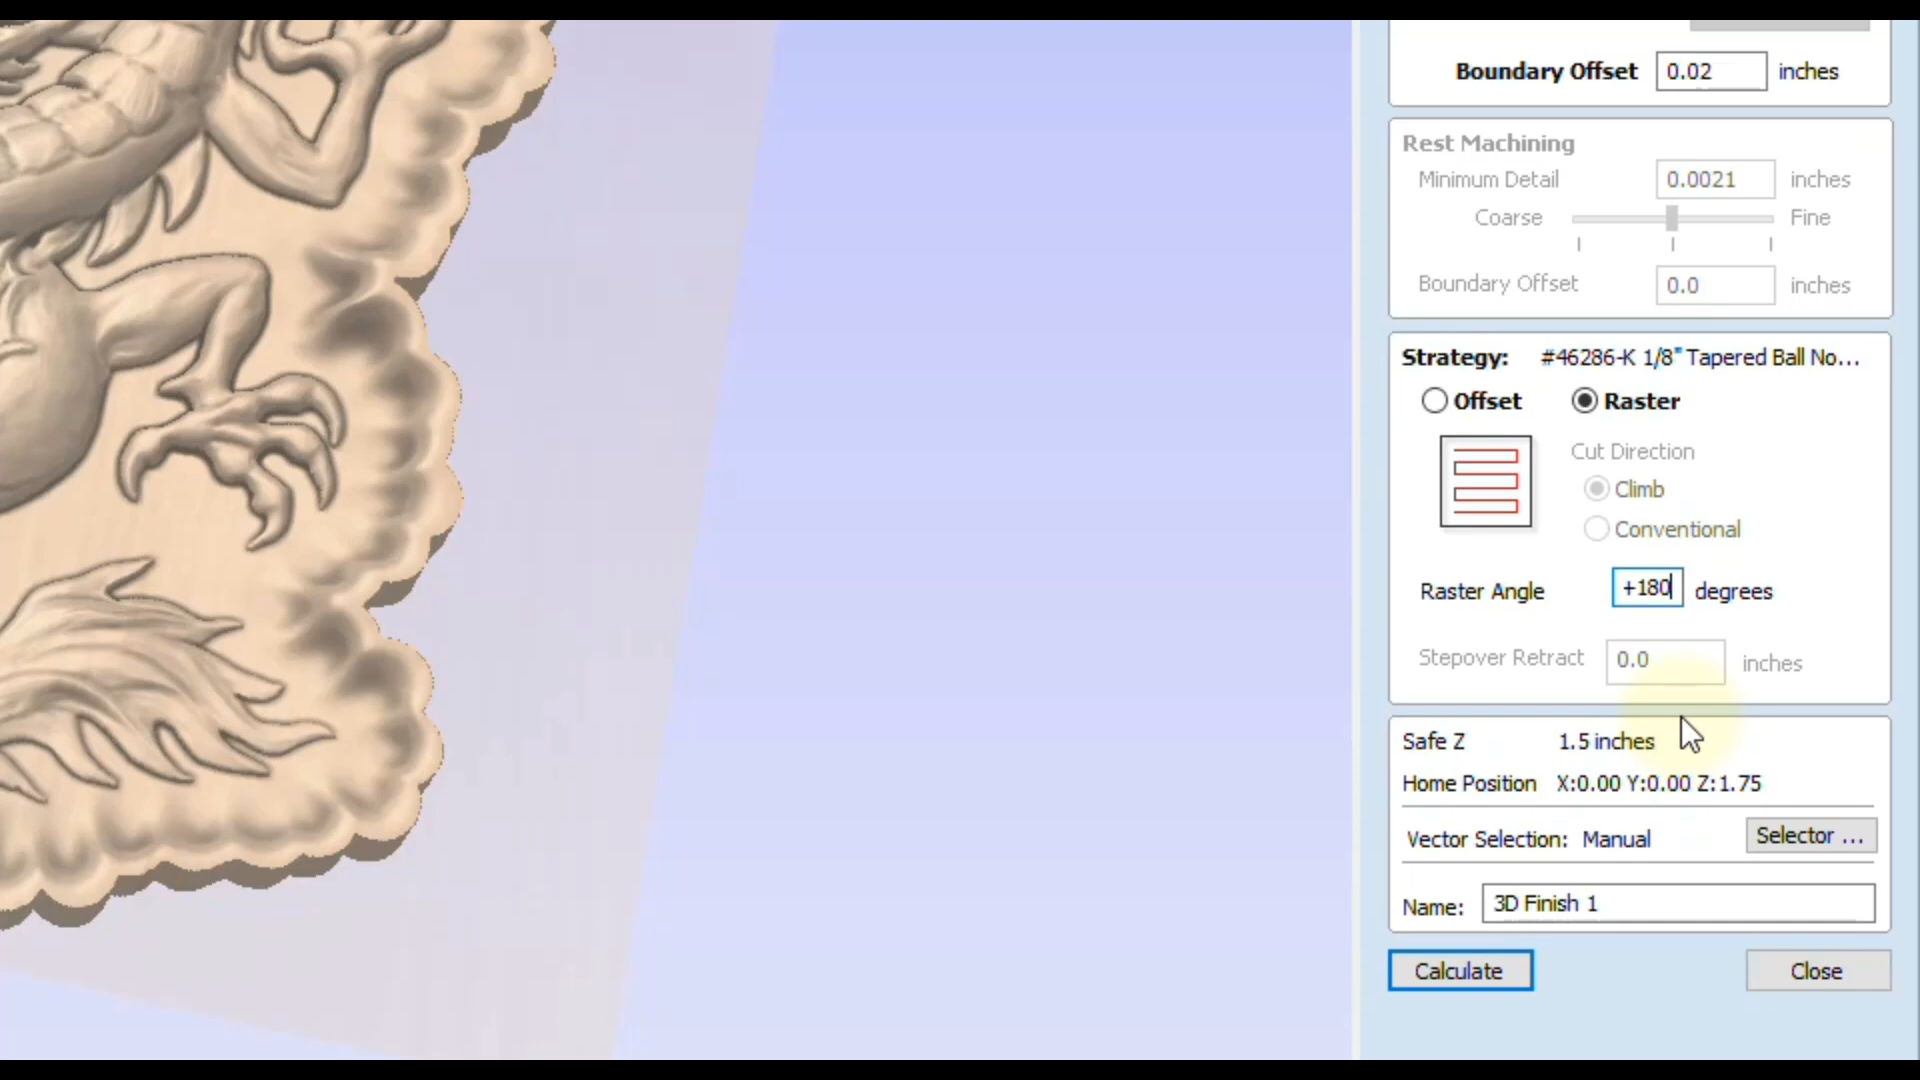 Boundary Offset 0.02 inches
Rest Machining
Minimum Detail 0.0021 inches
Coarse Fine
Boundary Offset 0.0 inches
Strategy: #46286-K 1/8" Tapered Ball No...
Offset Raster
Cut Direction
Climb
Conventional
Raster Angle +180 degrees
Stepover Retract 0.0 inches
Safe Z 1.5 inches
Home Position X:0.00 Y:0.00 Z:1.75
Vector Selection: Manual Selector ...
Name: 3D Finish 1
Calculate Close